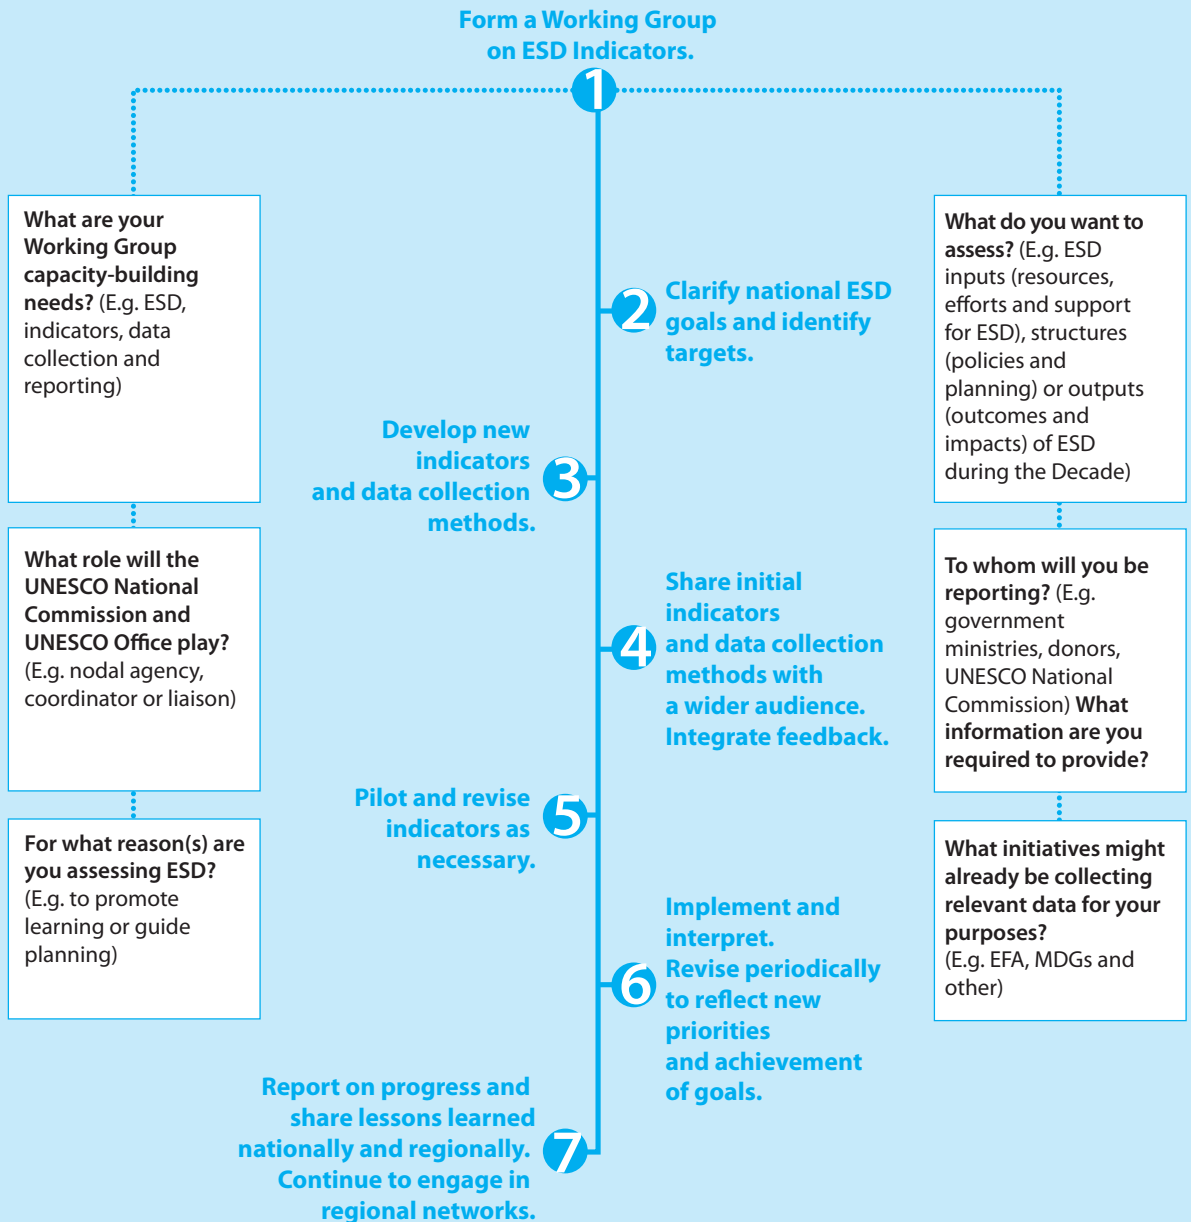 Form a Working Group
on ESD Indicators.
1
What are your
Working Group
capacity-building
needs? (E.g. ESD,
indicators, data
collection and
reporting)
What role will the
UNESCO National
Commission and
UNESCO Office play?
(E.g. nodal agency,
coordinator or liaison)
For what reason(s) are
you assessing ESD?
(E.g. to promote
learning or guide
planning)
What do you want to
assess? (E.g. ESD
inputs (resources,
efforts and support
for ESD), structures
(policies and
planning) or outputs
(outcomes and
impacts) of ESD
during the Decade)
To whom will you be
reporting? (E.g.
government
ministries, donors,
UNESCO National
Commission) What
information are you
required to provide?
What initiatives might
already be collecting
relevant data for your
purposes?
(E.g. EFA, MDGs and
other)
2
Clarify national ESD
goals and identify
targets.
3
Develop new
indicators
and data collection
methods.
4
Share initial
indicators
and data collection
methods with
a wider audience.
Integrate feedback.
5
Pilot and revise
indicators as
necessary.
6
Implement and
interpret.
Revise periodically
to reflect new
priorities
and achievement
of goals.
7
Report on progress and
share lessons learned
nationally and regionally.
Continue to engage in
regional networks.